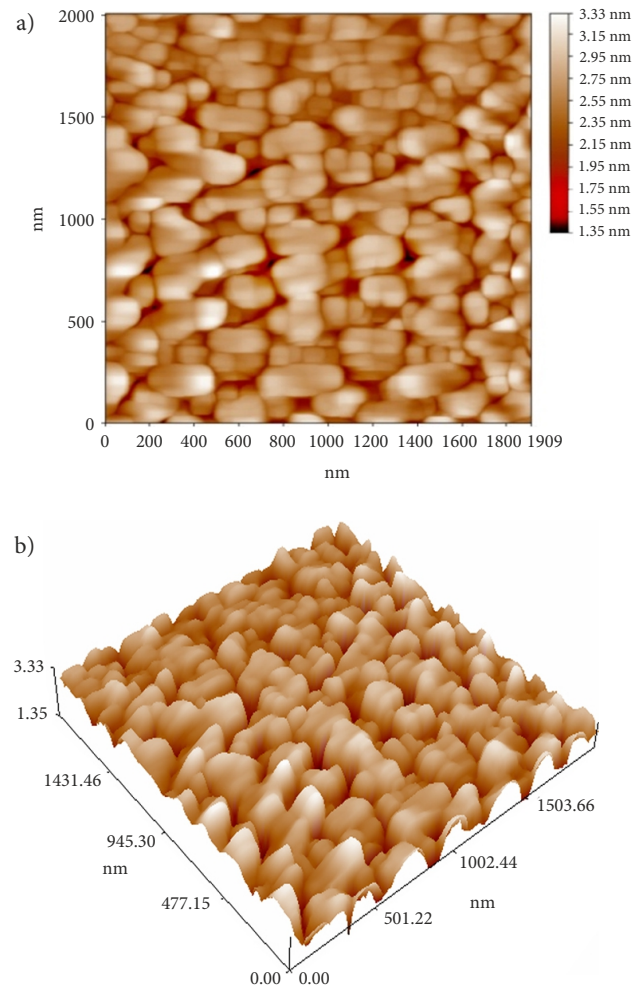 a)
2000
1500
1000
500
0
nm
0 200 400 600 800 1000 1200 1400 1600 1800 1909
nm
3.33 nm
3.15 nm
2.95 nm
2.75 nm
2.55 nm
2.35 nm
2.15 nm
1.95 nm
1.75 nm
1.55 nm
1.35 nm
b)
3.33
1.35
1431.46
945.30
nm
477.15
0.00
0.00
501.22
nm
1002.44
1503.66